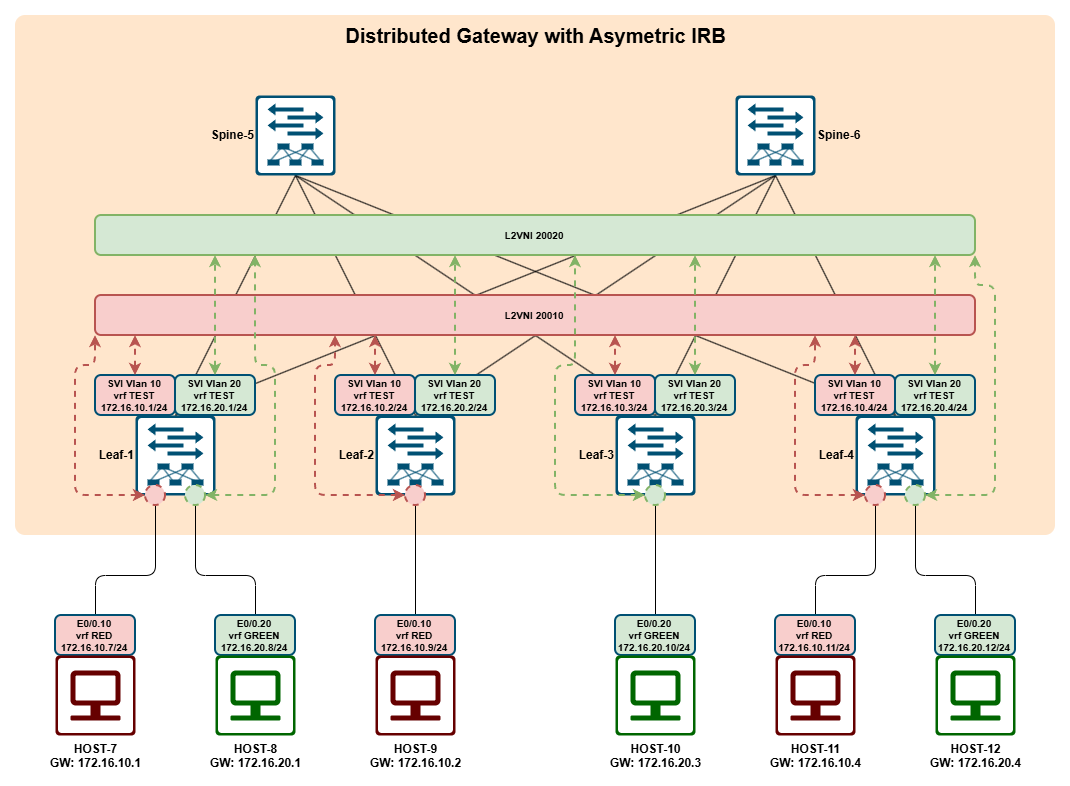 Distributed Gateway with Asymetric IRB
Spine-5
Spine-6
L2VNI 20020
L2VNI 20010
SVI Vlan 10
vrf TEST
172.16.10.1/24
SVI Vlan 20
vrf TEST
172.16.20.1/24
SVI Vlan 10
vrf TEST
172.16.10.2/24
SVI Vlan 20
vrf TEST
172.16.20.2/24
SVI Vlan 10
vrf TEST
172.16.10.3/24
SVI Vlan 20
vrf TEST
172.16.20.3/24
SVI Vlan 10
vrf TEST
172.16.10.4/24
SVI Vlan 20
vrf TEST
172.16.20.4/24
Leaf-1
Leaf-2
Leaf-3
Leaf-4
E0/0.10
vrf RED
172.16.10.7/24
E0/0.20
vrf GREEN
172.16.20.8/24
E0/0.10
vrf RED
172.16.10.9/24
E0/0.20
vrf GREEN
172.16.20.10/24
E0/0.10
vrf RED
172.16.10.11/24
E0/0.20
vrf GREEN
172.16.20.12/24
HOST-7
GW: 172.16.10.1
HOST-8
GW: 172.16.20.1
HOST-9
GW: 172.16.10.2
HOST-10
GW: 172.16.20.3
HOST-11
GW: 172.16.10.4
HOST-12
GW: 172.16.20.4